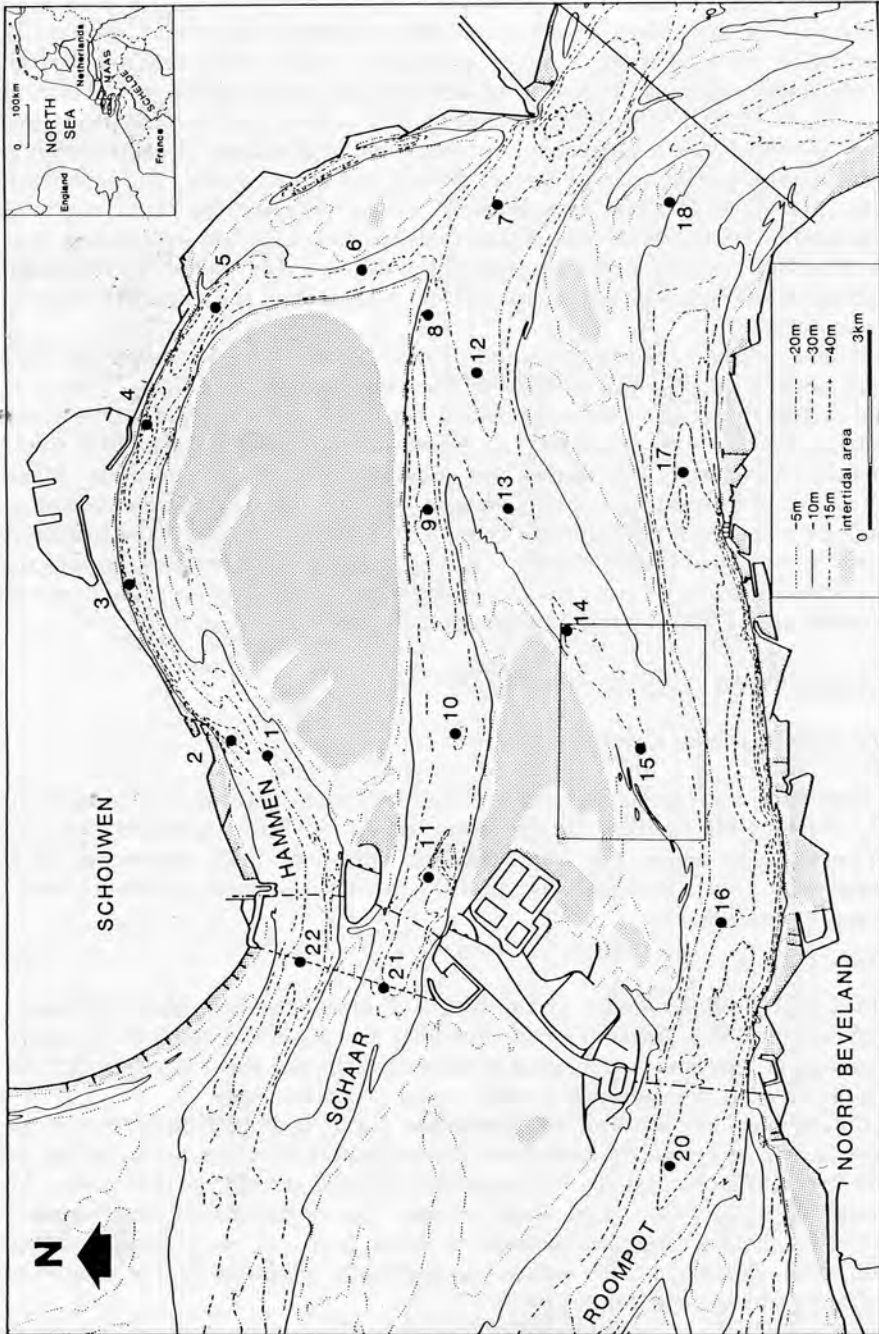 N
SCHOUWEN
HAMMEN
SCHAAR
ROOMPOT
NOORD BEVELAND
1
2
3
4
5
6
7
8
9
10
11
12
13
14
15
16
17
18
20
21
22
0 100km
NORTH
SEA
England
Netherlands
MAAS
SCHELDE
France
-5m
-10m
-15m
-20m
-30m
-40m
intertidal area
0 3km